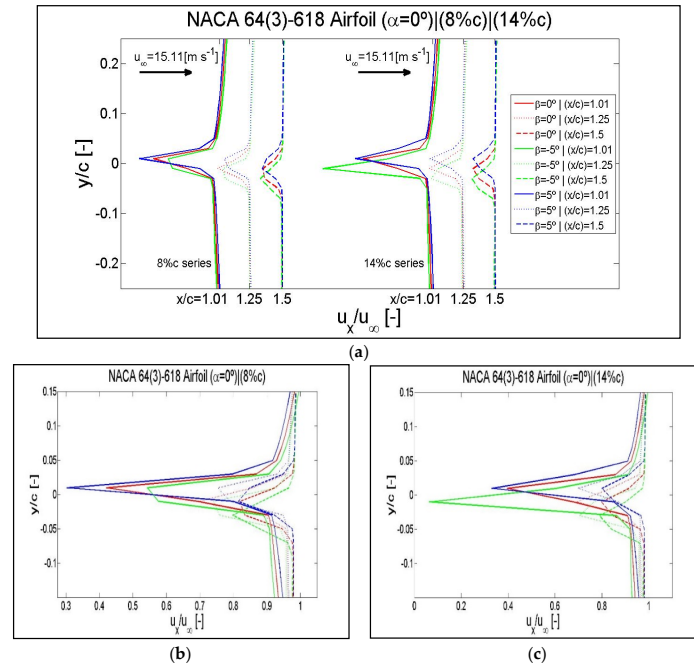 NACA 64(3)-618 Airfoil (α=0º)|(8%c)|(14%c)
u∞=15.11[m s⁻¹]
u∞=15.11[m s⁻¹]
0.2
0.1
0
-0.1
-0.2
y/c [-]
β=0º | (x/c)=1.01
β=0º | (x/c)=1.25
β=0º | (x/c)=1.5
β=-5º | (x/c)=1.01
β=-5º | (x/c)=1.25
β=-5º | (x/c)=1.5
β=5º | (x/c)=1.01
β=5º | (x/c)=1.25
β=5º | (x/c)=1.5
8%c series
14%c series
x/c=1.01 1.25 1.5 x/c=1.01 1.25 1.5
uₓ/u∞ [-]
(a)
NACA 64(3)-618 Airfoil (α=0º)|(8%c)
0.15
0.1
0.05
0
-0.05
-0.1
y/c [-]
0.3 0.4 0.5 0.6 0.7 0.8 0.9 1
uₓ/u∞ [-]
(b)
NACA 64(3)-618 Airfoil (α=0º)|(14%c)
0.15
0.1
0.05
0
-0.05
-0.1
y/c [-]
0 0.2 0.4 0.6 0.8 1
uₓ/u∞ [-]
(c)